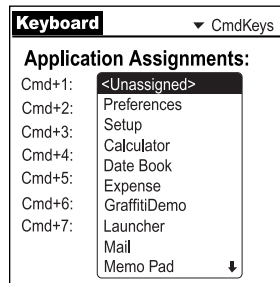 Keyboard ▼ CmdKeys
Application Assignments:
Cmd+1: <Unassigned>
Cmd+2: Preferences
Cmd+3: Setup
Cmd+4: Calculator
Cmd+5: Date Book
Cmd+6: Expense
Cmd+7: GraffitiDemo
Launcher
Mail
Memo Pad